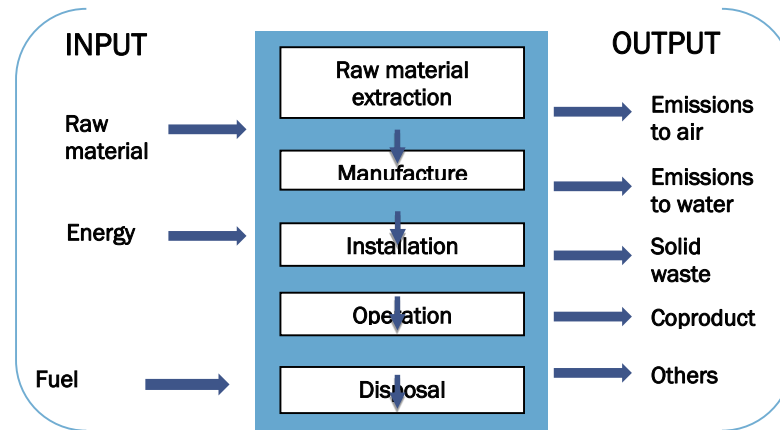 INPUT
OUTPUT
Raw material
extraction
Raw
material
Emissions
to air
Manufacture
Emissions
to water
Energy
Installation
Solid
waste
Operation
Coproduct
Fuel
Disposal
Others